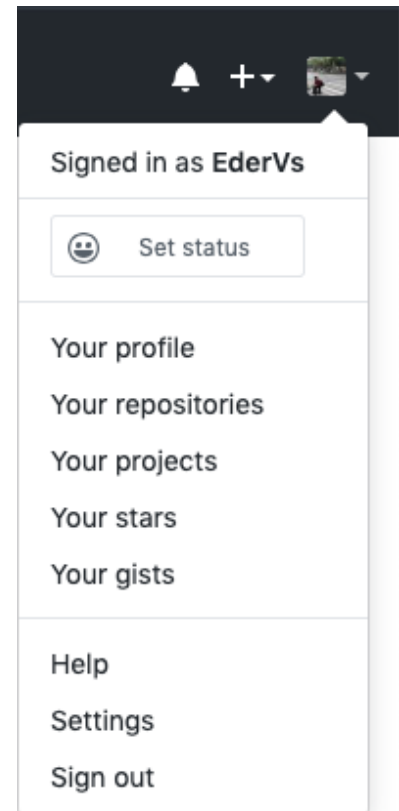 Signed in as EderVs
Set status
Your profile
Your repositories
Your projects
Your stars
Your gists
Help
Settings
Sign out